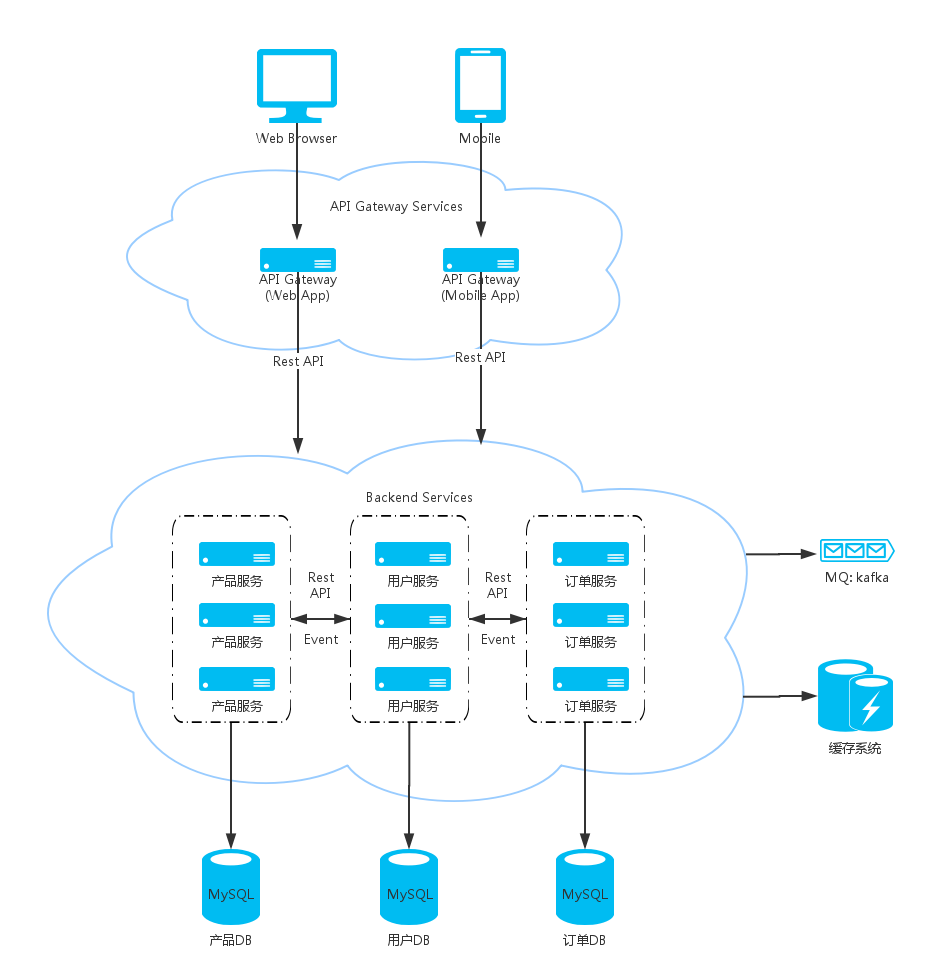 Web Browser
Mobile
API Gateway Services
API Gateway
(Web App)
API Gateway
(Mobile App)
Rest API
Rest API
Backend Services
产品服务
产品服务
产品服务
Rest
API
Event
用户服务
用户服务
用户服务
Rest
API
Event
订单服务
订单服务
订单服务
MQ: kafka
缓存系统
MySQL
产品DB
MySQL
用户DB
MySQL
订单DB